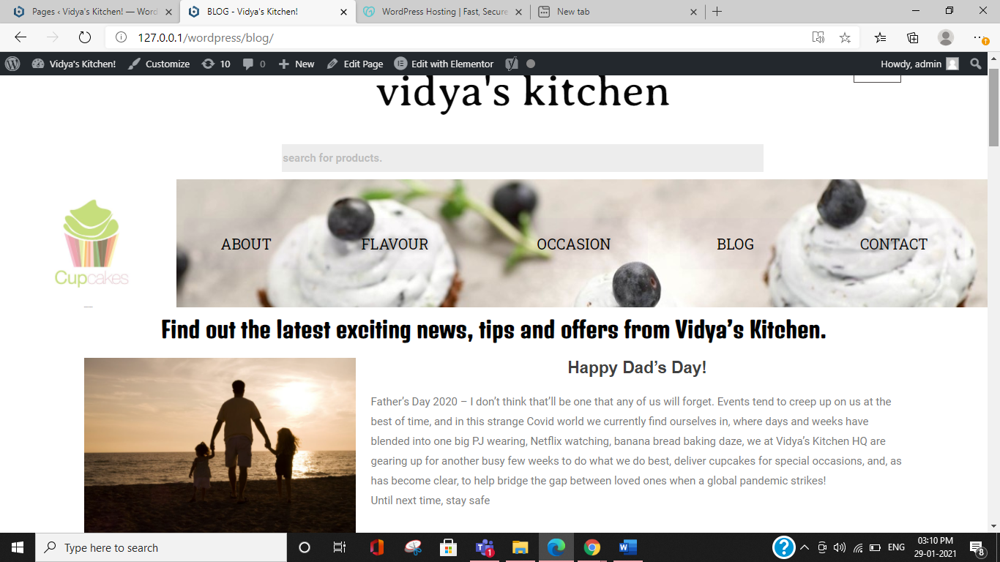 Pages ‹ Vidya's Kitchen! — Word
BLOG - Vidya's Kitchen!
WordPress Hosting | Fast, Secure
New tab
127.0.0.1/wordpress/blog/
Vidya's Kitchen!
Customize
10
0
New
Edit Page
Edit with Elementor
Howdy, admin
vidya's kitchen
search for products.
Cupcakes
ABOUT
FLAVOUR
OCCASION
BLOG
CONTACT
Find out the latest exciting news, tips and offers from Vidya’s Kitchen.
Happy Dad’s Day!
Father’s Day 2020 – I don’t think that’ll be one that any of us will forget. Events tend to creep up on us at the
best of time, and in this strange Covid world we currently find ourselves in, where days and weeks have
blended into one big PJ wearing, Netflix watching, banana bread baking daze, we at Vidya’s Kitchen HQ are
gearing up for another busy few weeks to do what we do best, deliver cupcakes for special occasions, and, as
has become clear, to help bridge the gap between loved ones when a global pandemic strikes!
Until next time, stay safe
Type here to search
1
ENG
03:10 PM
29-01-2021
8